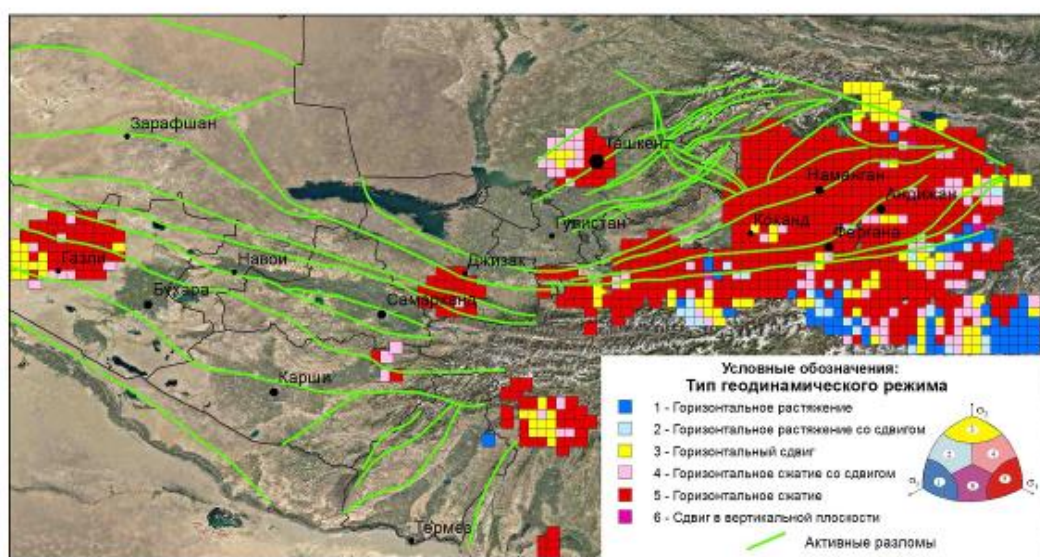 Зарафшан
Ташкент
Наманган
Андижан
Гулистан
Коканд
Фергана
Газли
Навои
Джизак
Бухара
Самарканд
Карши
Термез
Условные обозначения:
Тип геодинамического режима
1 - Горизонтальное растяжение
2 - Горизонтальное растяжение со сдвигом
3 - Горизонтальный сдвиг
4 - Горизонтальное сжатие со сдвигом
5 - Горизонтальное сжатие
6 - Сдвиг в вертикальной плоскости
Активные разломы